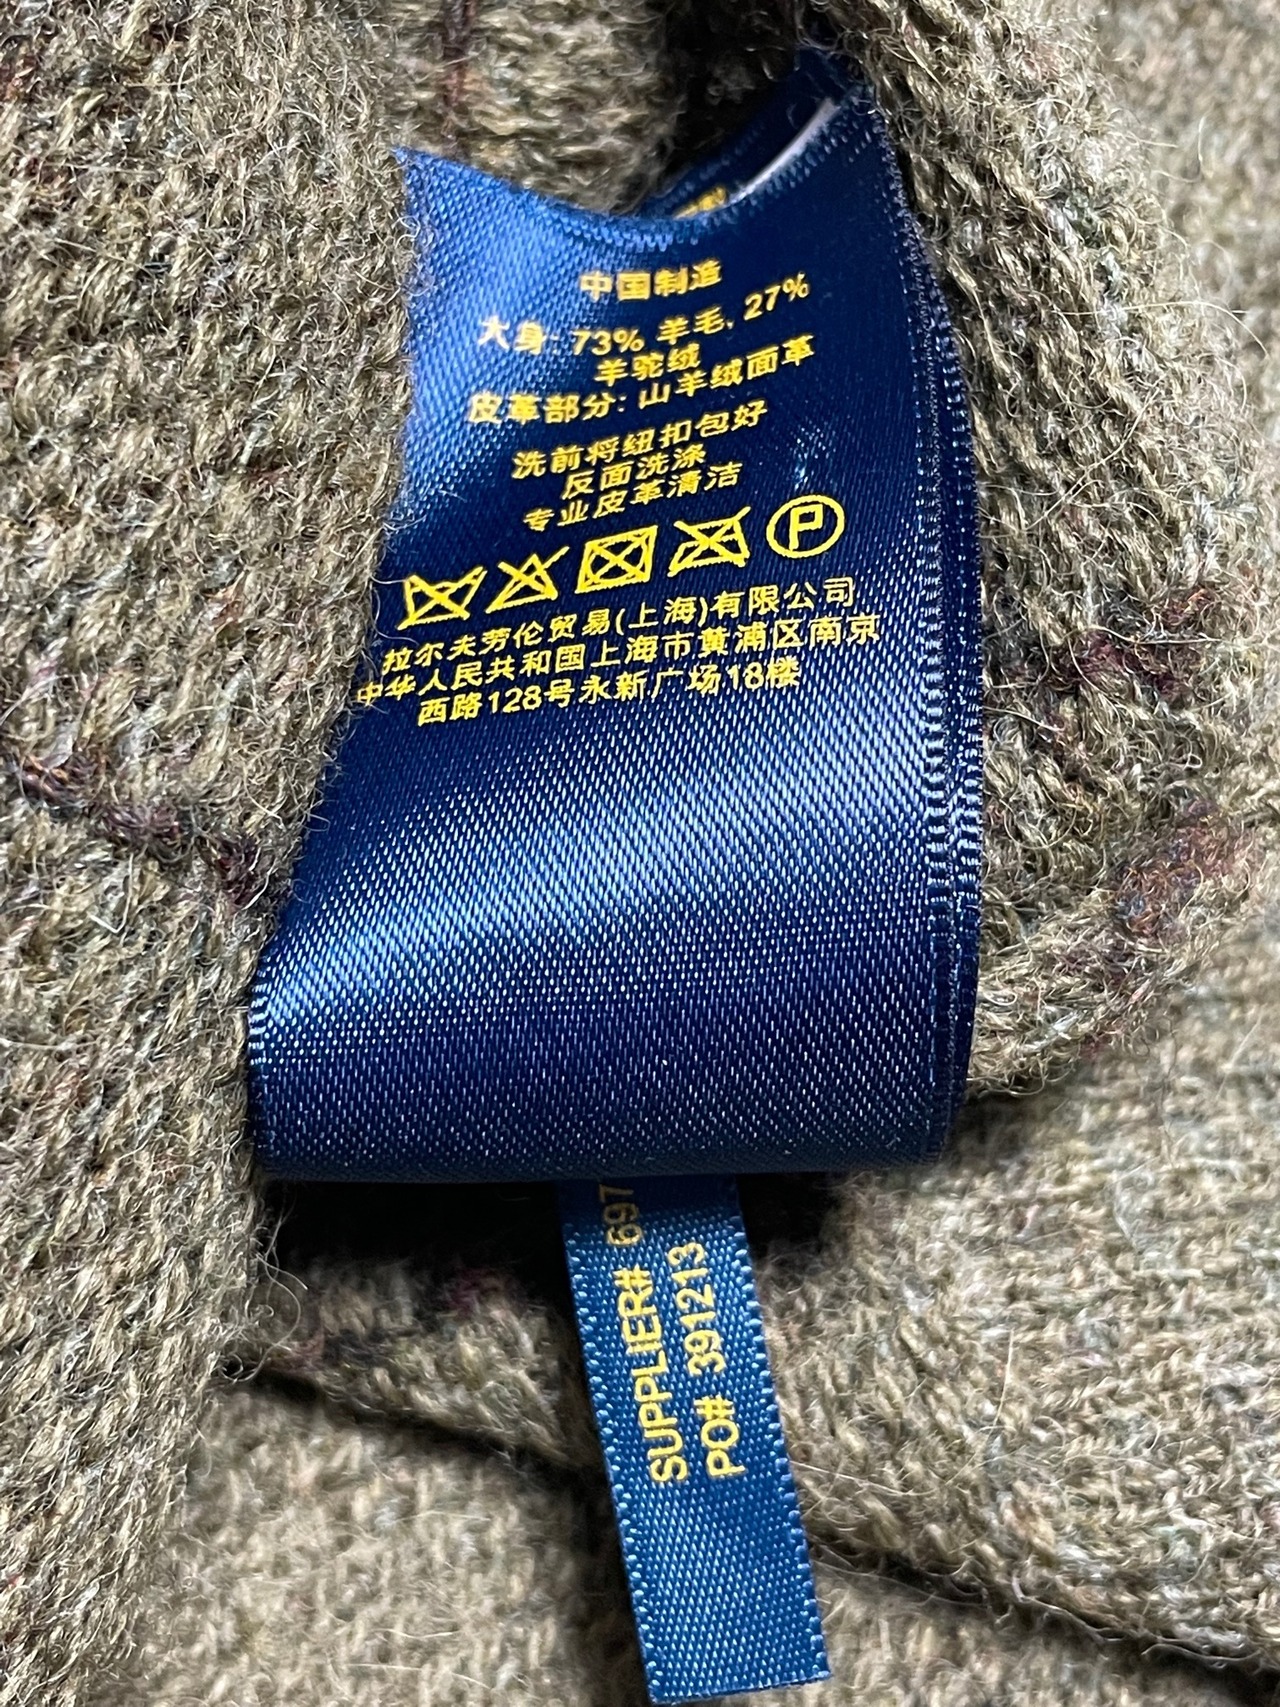 中国制造
大身: 73% 羊毛, 27%
羊驼绒
皮革部分: 山羊绒面革
洗前将纽扣包好
反面洗涤
专业皮革清洁
P
拉尔夫劳伦贸易(上海)有限公司
中华人民共和国上海市黄浦区南京
西路128号永新广场18楼
SUPPLIER# 697
PO# 391213